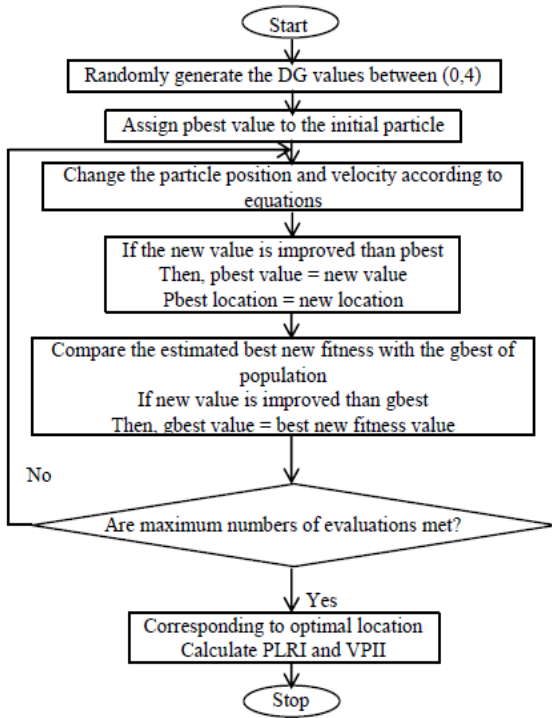 Start
Randomly generate the DG values between (0,4)
Assign pbest value to the initial particle
Change the particle position and velocity according to
equations
If the new value is improved than pbest
Then, pbest value = new value
Pbest location = new location
Compare the estimated best new fitness with the gbest of
population
If new value is improved than gbest
Then, gbest value = best new fitness value
No
Are maximum numbers of evaluations met?
Yes
Corresponding to optimal location
Calculate PLRI and VPII
Stop